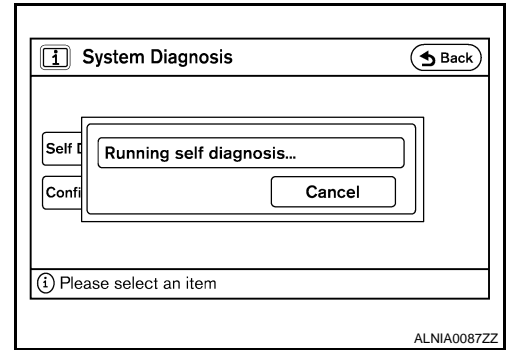 i System Diagnosis
Back
Self D
Running self diagnosis...
Confi
Cancel
i Please select an item
ALNIA0087ZZ